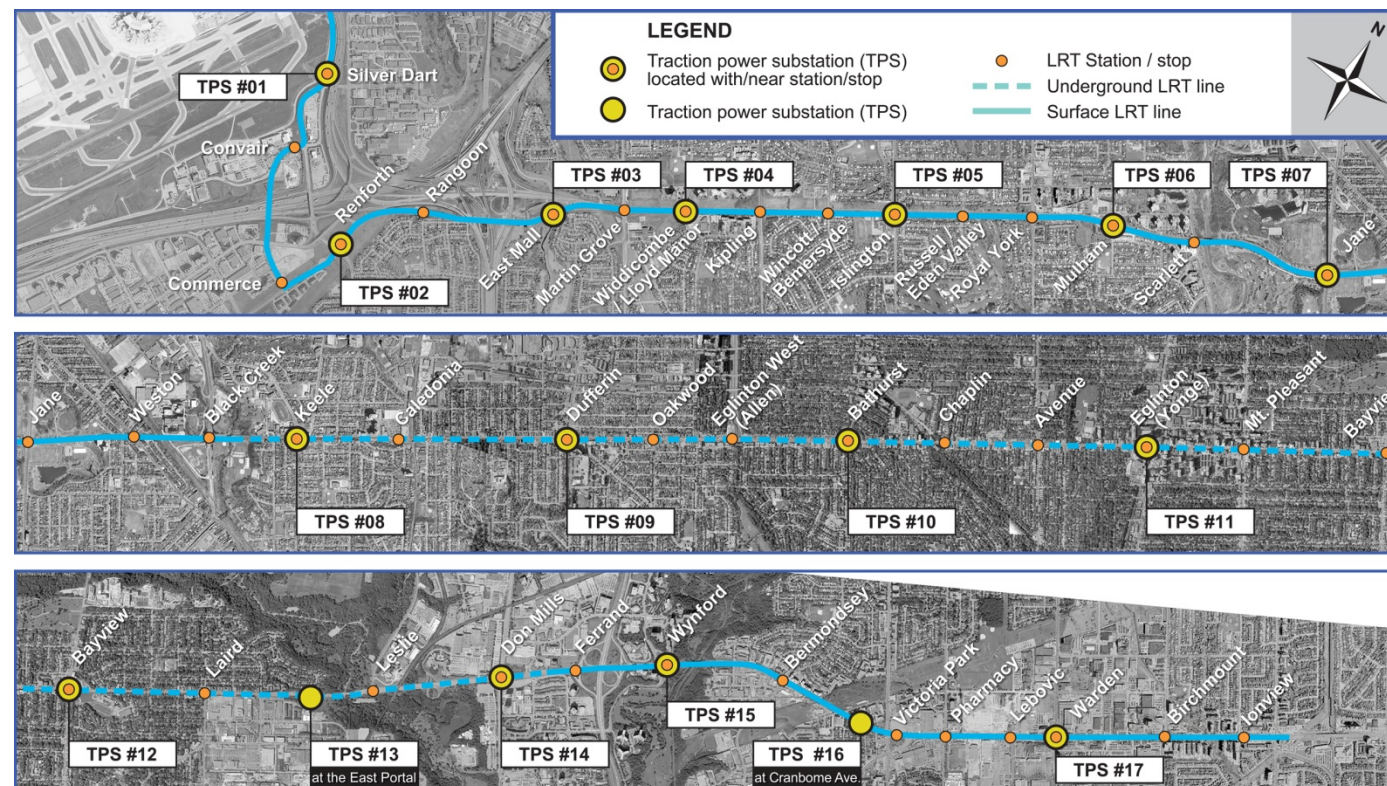 LEGEND
Traction power substation (TPS)
located with/near station/stop
Traction power substation (TPS)
LRT Station / stop
Underground LRT line
Surface LRT line
N
TPS #01
Silver Dart
Convair
Commerce
Renforth
TPS #02
Rangoon
East Mall
TPS #03
Martin Grove
Widdicombe
Lloyd Manor
TPS #04
Kipling
Wincott /
Bemersyde
Islington
TPS #05
Russell /
Eden Valley
Royal York
Mulham
TPS #06
Scarlett
TPS #07
Jane
Jane
Weston
Black Creek
Keele
TPS #08
Caledonia
Dufferin
TPS #09
Oakwood
Eglinton West
(Allen)
Bathurst
TPS #10
Chaplin
Avenue
Eglinton
(Yonge)
TPS #11
Mt. Pleasant
Bayview
Bayview
TPS #12
Laird
TPS #13
at the East Portal
Leslie
Don Mills
TPS #14
Ferrand
Wynford
TPS #15
Bermondsey
TPS #16
at Cranbome Ave.
Victoria Park
Pharmacy
Lebovic
Warden
TPS #17
Birchmount
Ionview